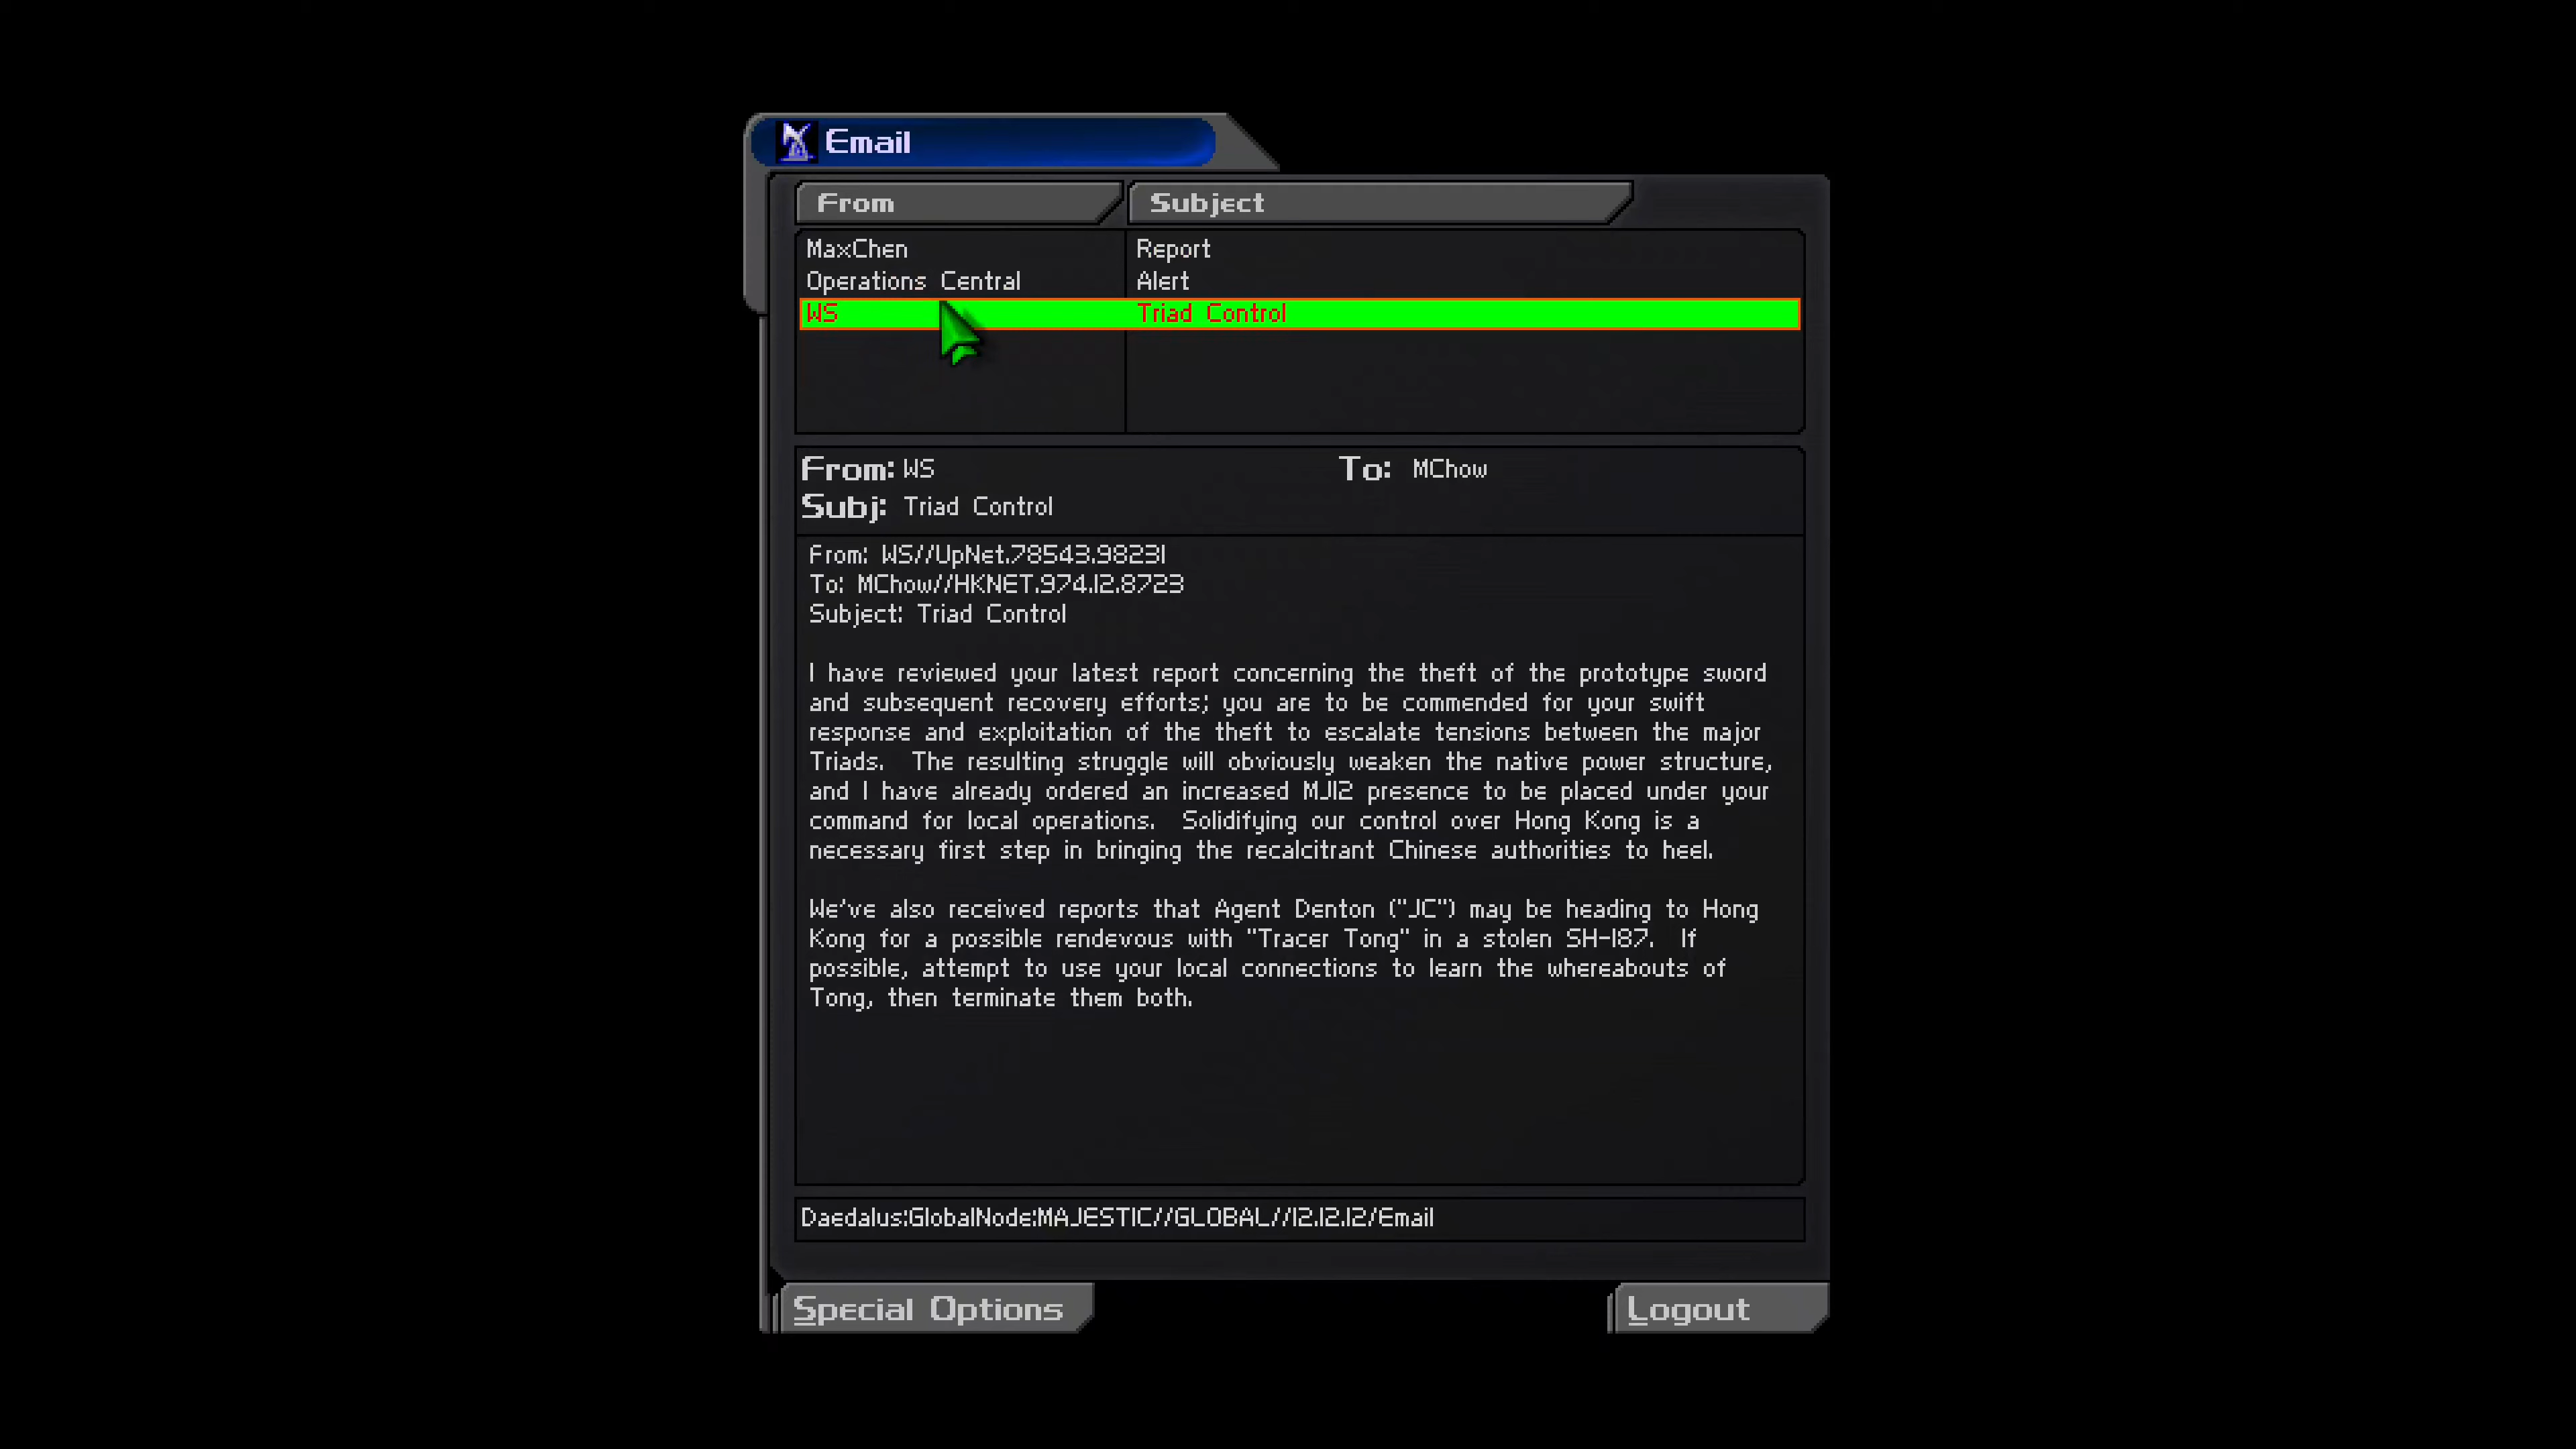 Email
From Subject
MaxChen Report
Operations Central Alert
WS Triad Control
From: WS To: MChow
Subj: Triad Control
From: WS//UpNet.78543.98231
To: MChow//HKNET.974.12.8723
Subject: Triad Control
I have reviewed your latest report concerning the theft of the prototype sword
and subsequent recovery efforts; you are to be commended for your swift
response and exploitation of the theft to escalate tensions between the major
Triads. The resulting struggle will obviously weaken the native power structure,
and I have already ordered an increased MJ12 presence to be placed under your
command for local operations. Solidifying our control over Hong Kong is a
necessary first step in bringing the recalcitrant Chinese authorities to heel.
We've also received reports that Agent Denton ("JC") may be heading to Hong
Kong for a possible rendevous with "Tracer Tong" in a stolen SH-187. If
possible, attempt to use your local connections to learn the whereabouts of
Tong, then terminate them both.
Daedalus:GlobalNode:MAJESTIC//GLOBAL//12.12.12/Email
Special Options Logout